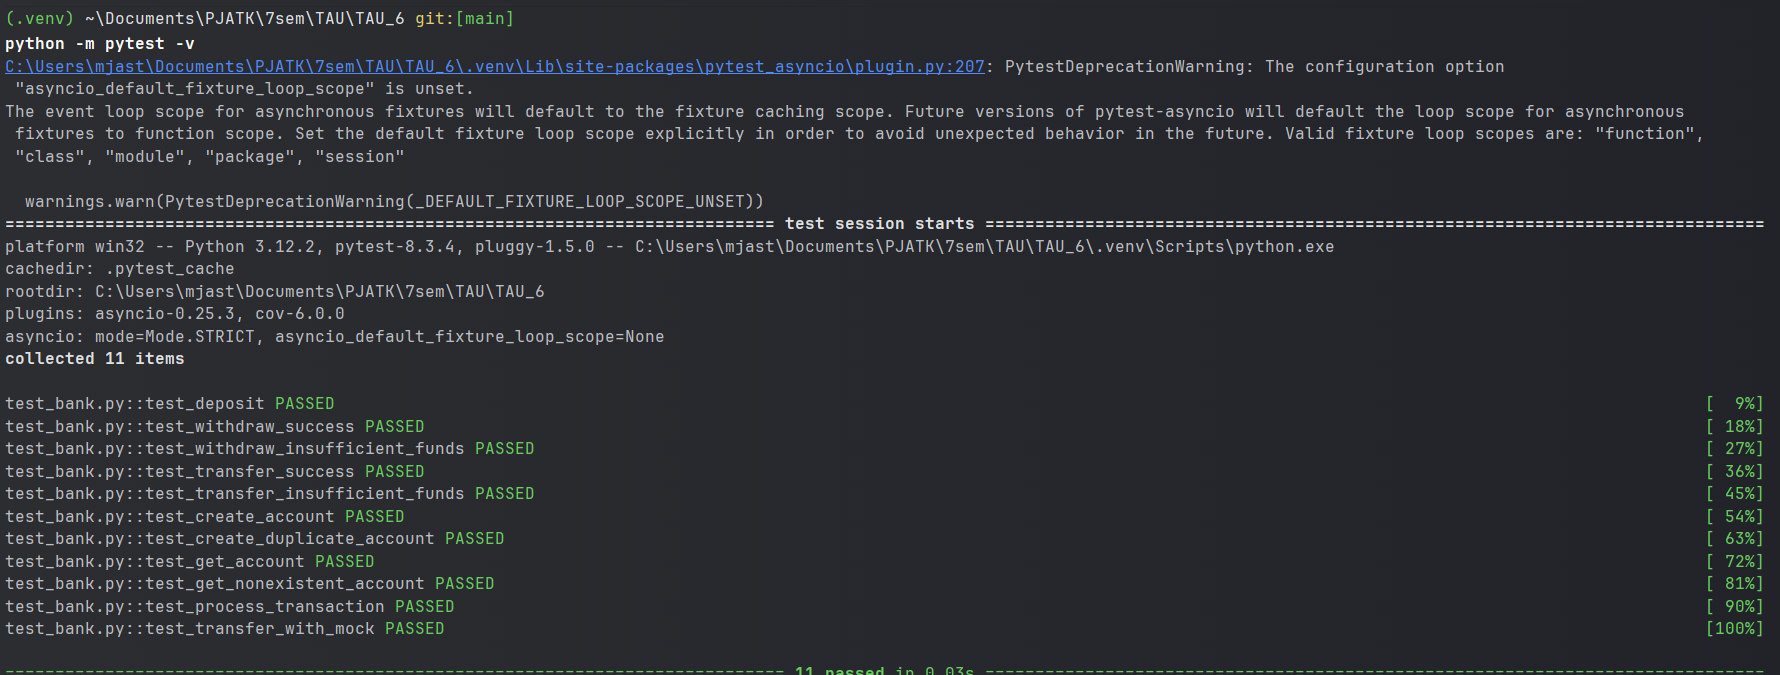 (.venv) ~\Documents\PJATK\7sem\TAU\TAU_6 git:[main]
python -m pytest -v
C:\Users\mjast\Documents\PJATK\7sem\TAU\TAU_6\.venv\Lib\site-packages\pytest_asyncio\plugin.py:207: PytestDeprecationWarning: The configuration option
"asyncio_default_fixture_loop_scope" is unset.
The event loop scope for asynchronous fixtures will default to the fixture caching scope. Future versions of pytest-asyncio will default the loop scope for asynchronous
fixtures to function scope. Set the default fixture loop scope explicitly in order to avoid unexpected behavior in the future. Valid fixture loop scopes are: "function",
"class", "module", "package", "session"
warnings.warn(PytestDeprecationWarning(_DEFAULT_FIXTURE_LOOP_SCOPE_UNSET))
============================================================================= test session starts ==============================================================================
platform win32 -- Python 3.12.2, pytest-8.3.4, pluggy-1.5.0 -- C:\Users\mjast\Documents\PJATK\7sem\TAU\TAU_6\.venv\Scripts\python.exe
cachedir: .pytest_cache
rootdir: C:\Users\mjast\Documents\PJATK\7sem\TAU\TAU_6
plugins: asyncio-0.25.3, cov-6.0.0
asyncio: mode=Mode.STRICT, asyncio_default_fixture_loop_scope=None
collected 11 items
test_bank.py::test_deposit PASSED [  9%]
test_bank.py::test_withdraw_success PASSED [ 18%]
test_bank.py::test_withdraw_insufficient_funds PASSED [ 27%]
test_bank.py::test_transfer_success PASSED [ 36%]
test_bank.py::test_transfer_insufficient_funds PASSED [ 45%]
test_bank.py::test_create_account PASSED [ 54%]
test_bank.py::test_create_duplicate_account PASSED [ 63%]
test_bank.py::test_get_account PASSED [ 72%]
test_bank.py::test_get_nonexistent_account PASSED [ 81%]
test_bank.py::test_process_transaction PASSED [ 90%]
test_bank.py::test_transfer_with_mock PASSED [100%]
============================================================================== 11 passed in 0.03s ==============================================================================